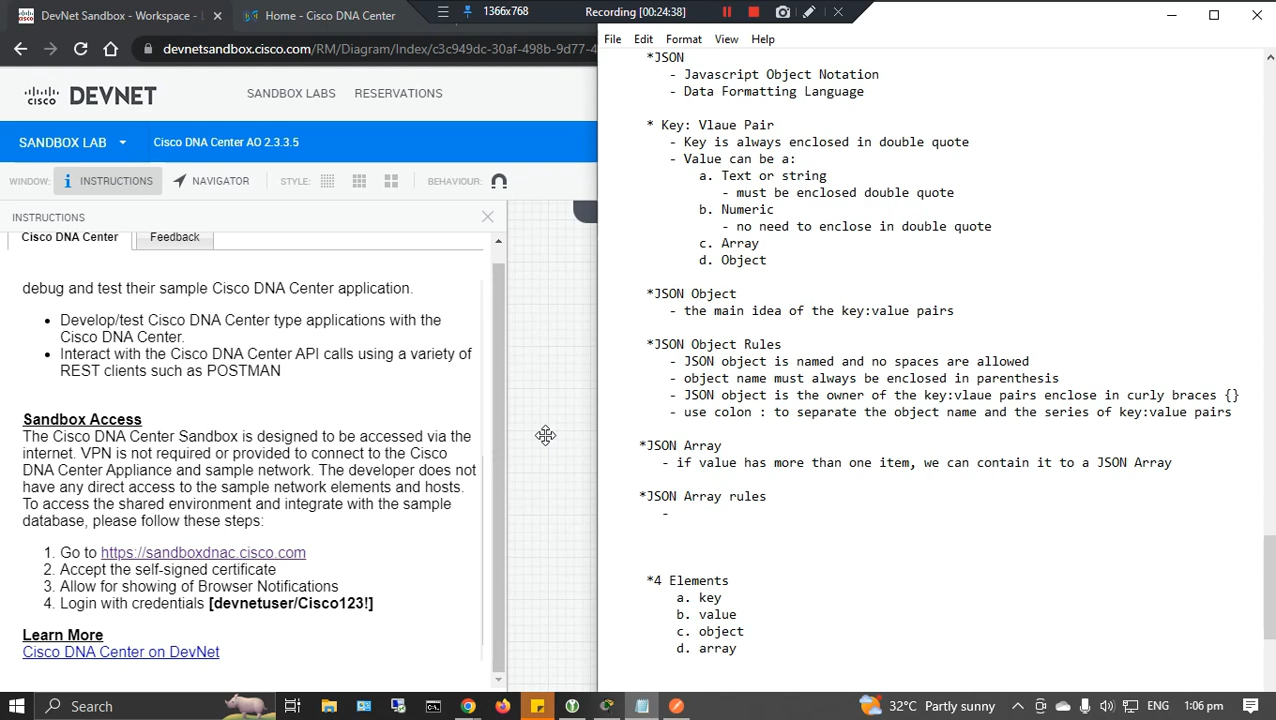 DevNet Sandbox - Workspace -
Home - Cisco DNA Center
1366x768
Recording [00:24:38]
devnetsandbox.cisco.com/RM/Diagram/Index/c3c949dc-30af-498b-9d77-4
cisco DEVNET
SANDBOX LABS
RESERVATIONS
SANDBOX LAB
Cisco DNA Center AO 2.3.3.5
WINDOW:
INSTRUCTIONS
NAVIGATOR
STYLE:
BEHAVIOUR:
INSTRUCTIONS
Cisco DNA Center
Feedback
debug and test their sample Cisco DNA Center application.
• Develop/test Cisco DNA Center type applications with the
Cisco DNA Center.
• Interact with the Cisco DNA Center API calls using a variety of
REST clients such as POSTMAN
Sandbox Access
The Cisco DNA Center Sandbox is designed to be accessed via the
internet. VPN is not required or provided to connect to the Cisco
DNA Center Appliance and sample network. The developer does not
have any direct access to the sample network elements and hosts.
To access the shared environment and integrate with the sample
database, please follow these steps:
1. Go to https://sandboxdnac.cisco.com
2. Accept the self-signed certificate
3. Allow for showing of Browser Notifications
4. Login with credentials [devnetuser/Cisco123!]
Learn More
Cisco DNA Center on DevNet
File Edit Format View Help
*JSON
- Javascript Object Notation
- Data Formatting Language
* Key: Vlaue Pair
- Key is always enclosed in double quote
- Value can be a:
a. Text or string
- must be enclosed double quote
b. Numeric
- no need to enclose in double quote
c. Array
d. Object
*JSON Object
- the main idea of the key:value pairs
*JSON Object Rules
- JSON object is named and no spaces are allowed
- object name must always be enclosed in parenthesis
- JSON object is the owner of the key:vlaue pairs enclose in curly braces {}
- use colon : to separate the object name and the series of key:value pairs
*JSON Array
- if value has more than one item, we can contain it to a JSON Array
*JSON Array rules
-
*4 Elements
a. key
b. value
c. object
d. array
Search
32°C Partly sunny
ENG
1:06 pm